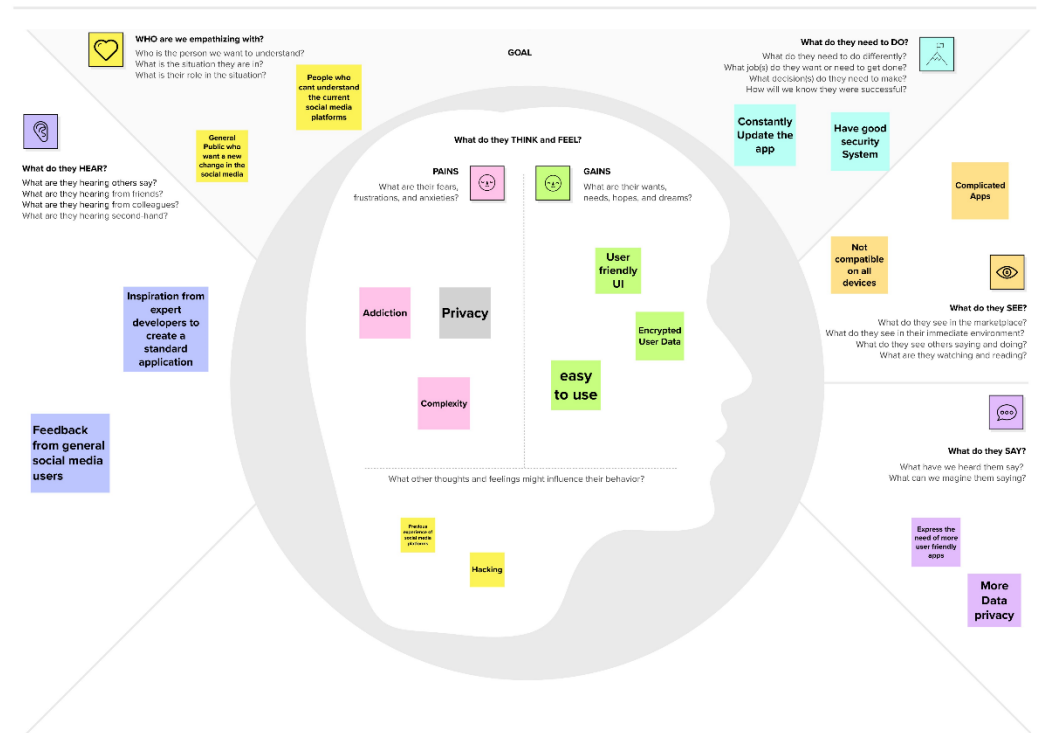 WHO are we empathizing with?
Who is the person we want to understand?
What is the situation they are in?
What is their role in the situation?
People who
cant understand
the current
social media
platforms
General
Public who
want a new
change in the
social media
GOAL
What do they need to DO?
What do they need to do differently?
What job(s) do they want or need to get done?
What decision(s) do they need to make?
How will we know they were successful?
Constantly
Update the
app
Have good
security
System
What do they HEAR?
What are they hearing others say?
What are they hearing from friends?
What are they hearing from colleagues?
What are they hearing second-hand?
Inspiration from
expert
developers to
create a
standard
application
Feedback
from general
social media
users
What do they THINK and FEEL?
PAINS
What are their fears,
frustrations, and anxieties?
Addiction
Privacy
Complexity
GAINS
What are their wants,
needs, hopes, and dreams?
User
friendly
UI
Encrypted
User Data
easy
to use
What other thoughts and feelings might influence their behavior?
experience of
social media
platforms
Hacking
Complicated
Apps
Not
compatible
on all
devices
What do they SEE?
What do they see in the marketplace?
What do they see in their immediate environment?
What do they see others saying and doing?
What are they watching and reading?
What do they SAY?
What have we heard them say?
What can we magine them saying?
Express the
need of more
user friendly
apps
More
Data
privacy